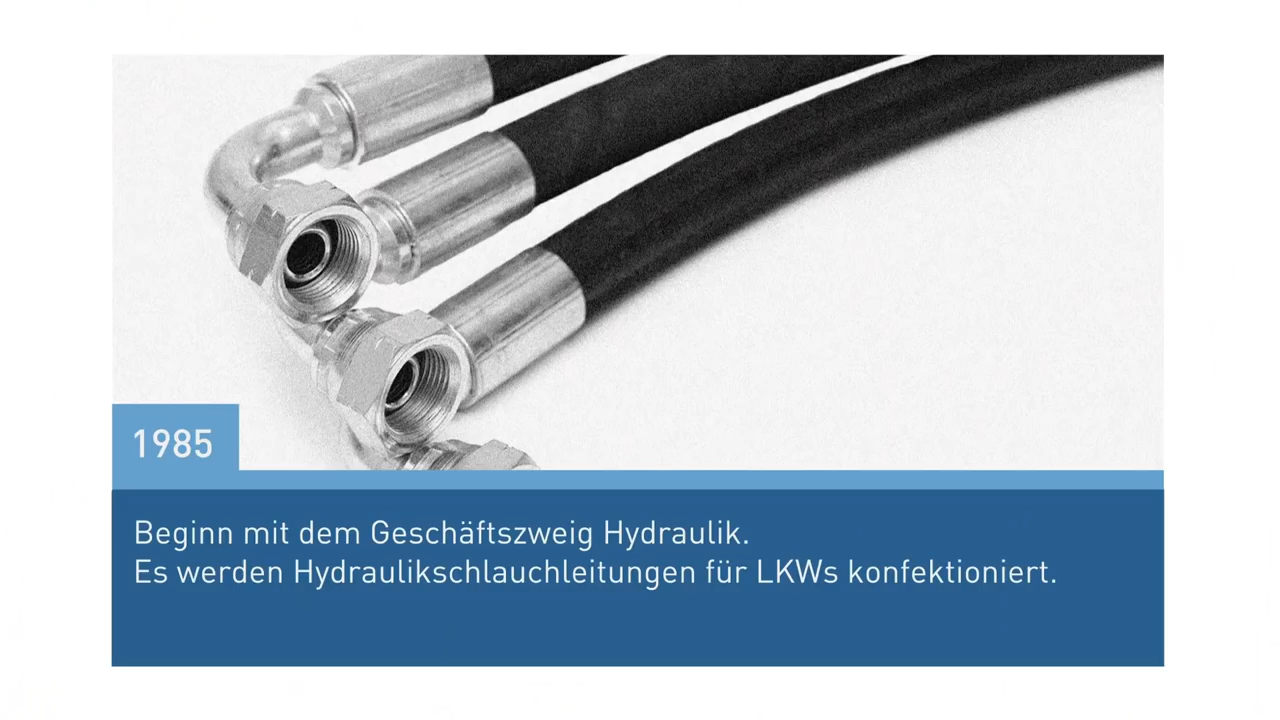 1985
Beginn mit dem Geschäftszweig Hydraulik.
Es werden Hydraulikschlauchleitungen für LKWs konfektioniert.